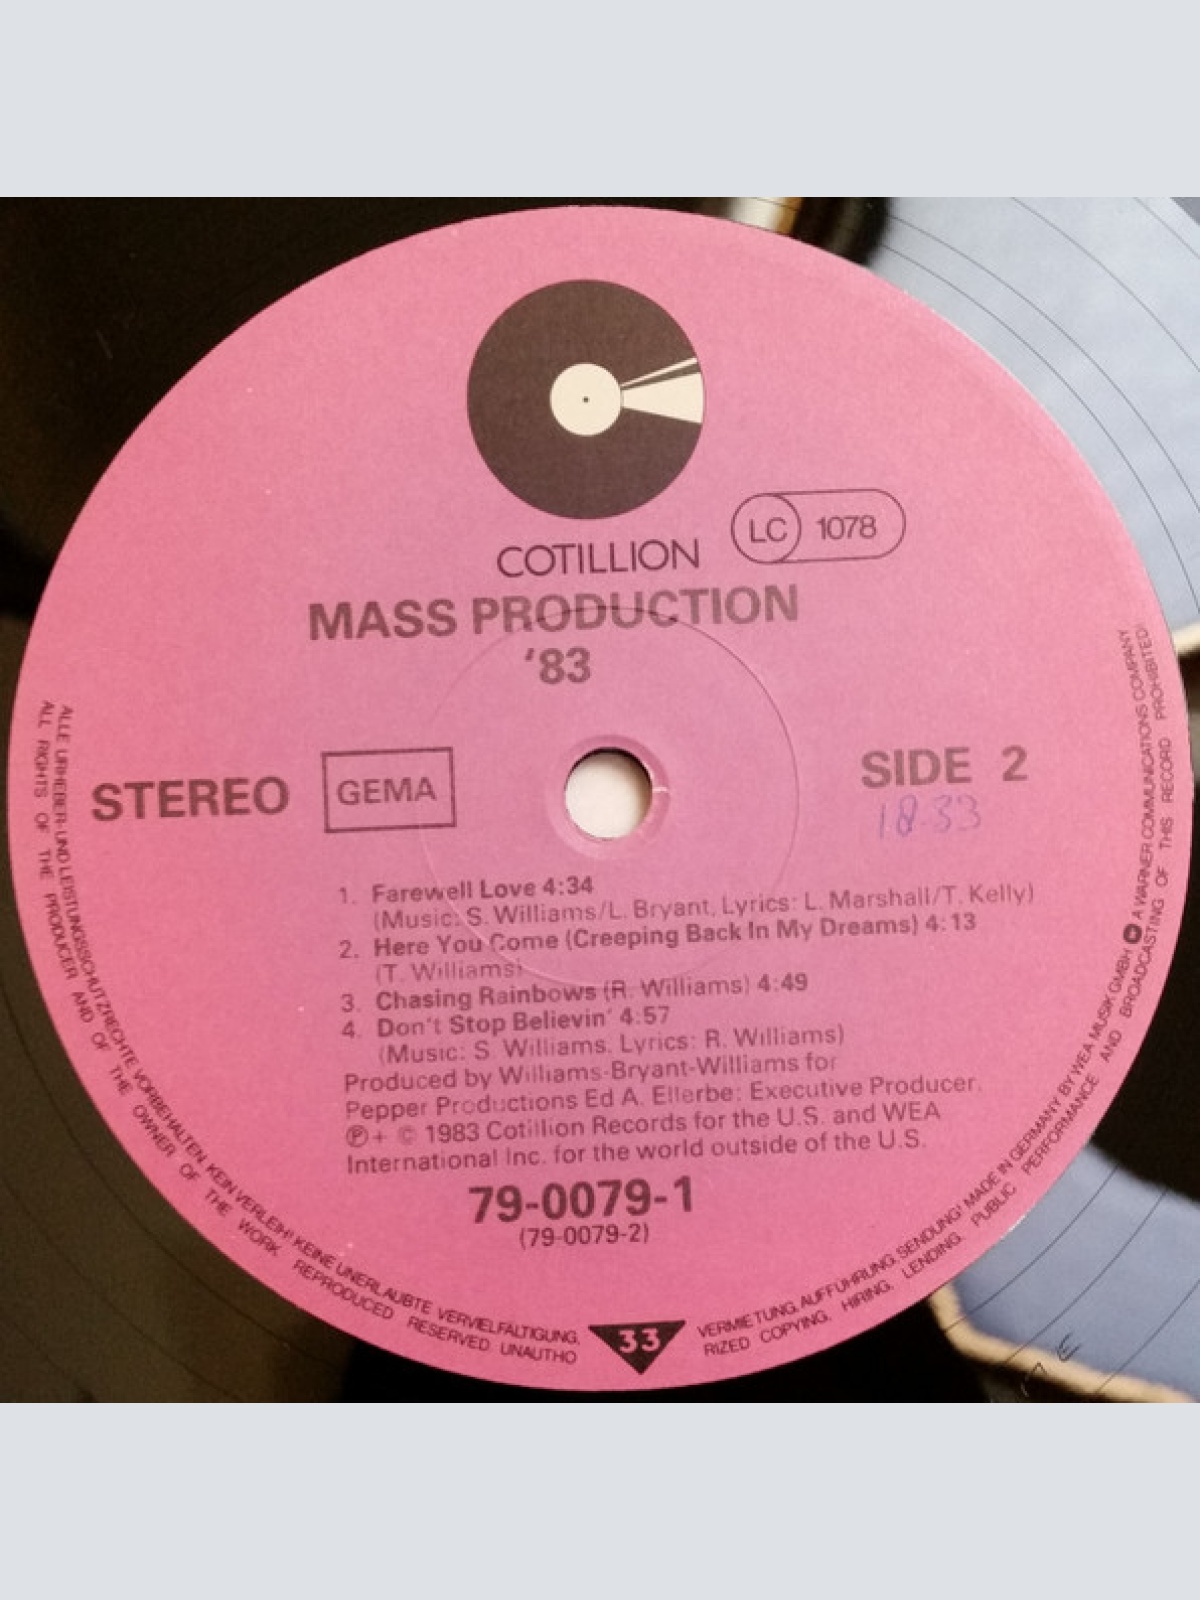 COTILLION
LC 1078
MASS PRODUCTION
'83
STEREO
GEMA
SIDE 2
18-33
1. Farewell Love 4:34
(Music: S. Williams/L. Bryant, Lyrics: L. Marshall/T. Kelly)
2. Here You Come (Creeping Back In My Dreams) 4:13
(T. Williams)
3. Chasing Rainbows (R. Williams) 4:49
4. Don't Stop Believin' 4:57
(Music: S. Williams. Lyrics: R. Williams)
Produced by Williams-Bryant-Williams for
Pepper Productions Ed A. Ellerbe: Executive Producer.
℗ + © 1983 Cotillion Records for the U.S. and WEA
International Inc. for the world outside of the U.S.
79-0079-1
(79-0079-2)
33
ALLE URHEBER- UND LEISTUNGSSCHUTZRECHTE VORBEHALTEN. KEIN VERLEIH! KEINE UNERLAUBTE VERVIELFÄLTIGUNG, VERMIETUNG, AUFFÜHRUNG, SENDUNG! MADE IN GERMANY BY WEA MUSIK GMBH A WARNER COMMUNICATIONS COMPANY
ALL RIGHTS OF THE PRODUCER AND OF THE OWNER OF THE WORK REPRODUCED RESERVED. UNAUTHO RIZED COPYING, HIRING, LENDING, PUBLIC PERFORMANCE AND BROADCASTING OF THIS RECORD PROHIBITED!